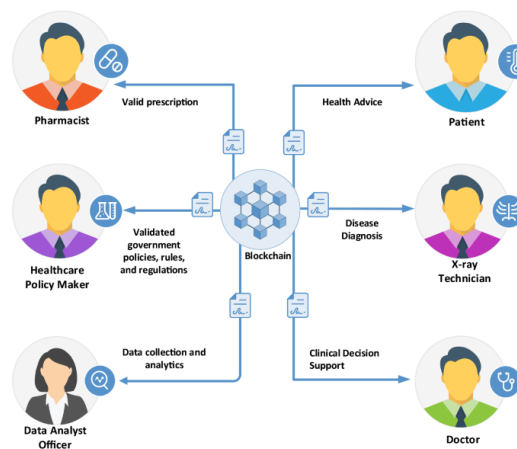 Valid prescription
Pharmacist
Health Advice
Patient
Validated
government
policies, rules,
and regulations
Healthcare
Policy Maker
Blockchain
Disease
Diagnosis
X-ray
Technician
Data collection and
analytics
Data Analyst
Officer
Clinical Decision
Support
Doctor